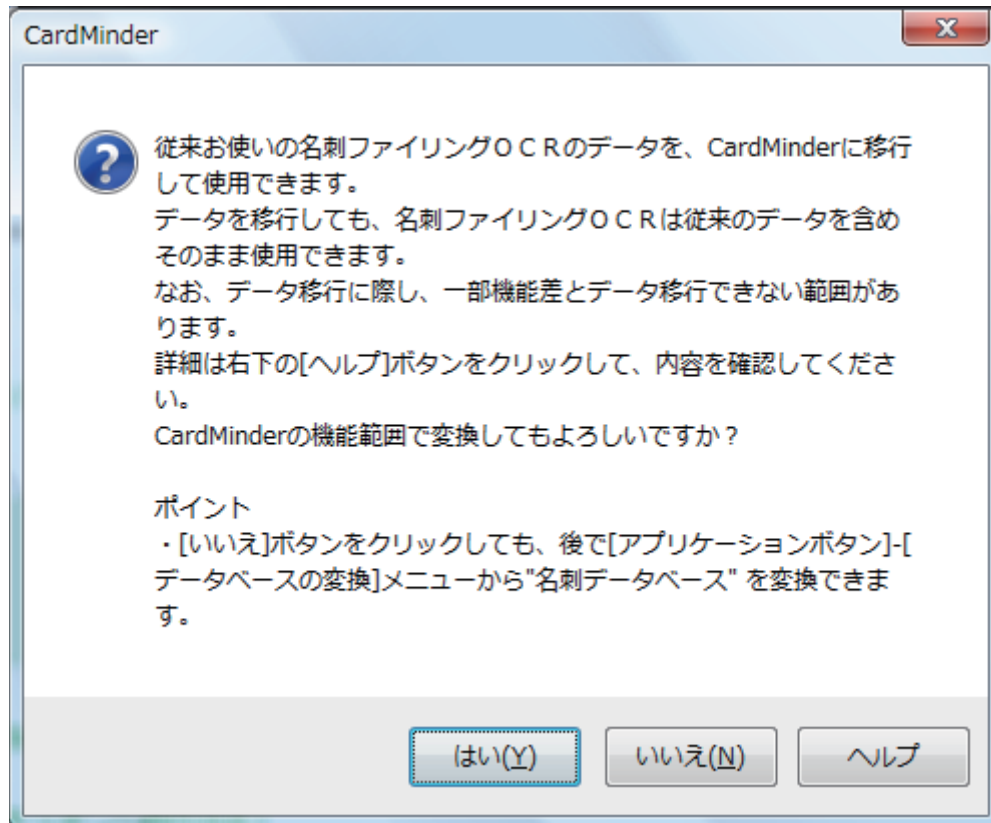 CardMinder
従来お使いの名刺ファイリングＯＣＲのデータを、CardMinderに移行
して使用できます。
データを移行しても、名刺ファイリングＯＣＲは従来のデータを含め
そのまま使用できます。
なお、データ移行に際し、一部機能差とデータ移行できない範囲があ
ります。
詳細は右下の[ヘルプ]ボタンをクリックして、内容を確認してくださ
い。
CardMinderの機能範囲で変換してもよろしいですか？
ポイント
・[いいえ]ボタンをクリックしても、後で[アプリケーションボタン]-[
データベースの変換]メニューから"名刺データベース" を変換できま
す。
はい(Y) いいえ(N) ヘルプ